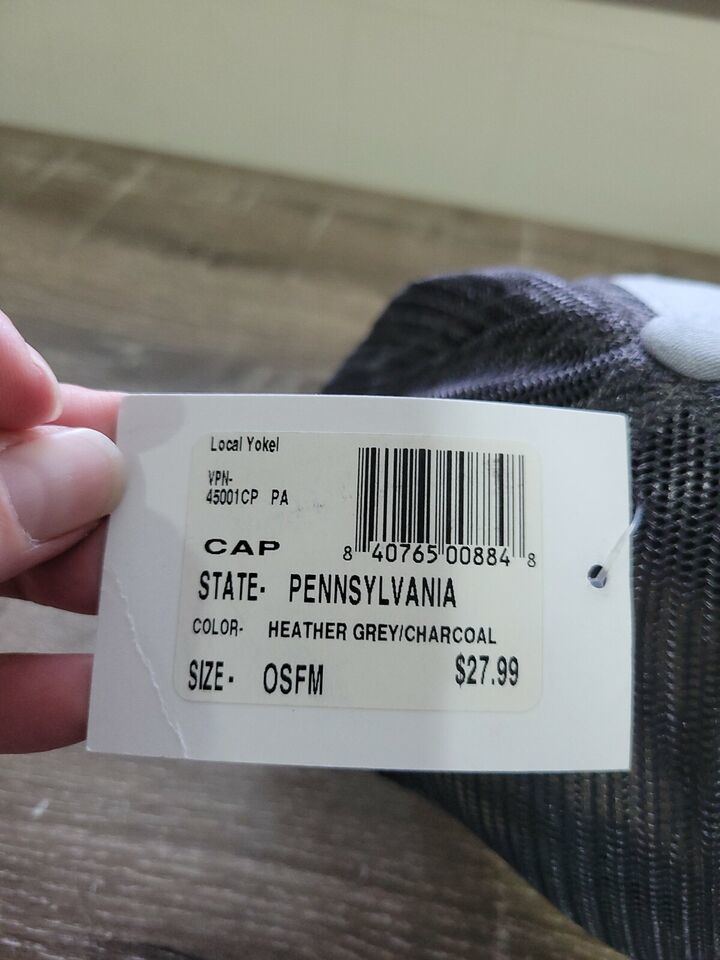 Local Yokel
VPN-
45001CP PA
8 40765 00884 8
CAP
STATE- PENNSYLVANIA
COLOR- HEATHER GREY/CHARCOAL
SIZE- OSFM $27.99